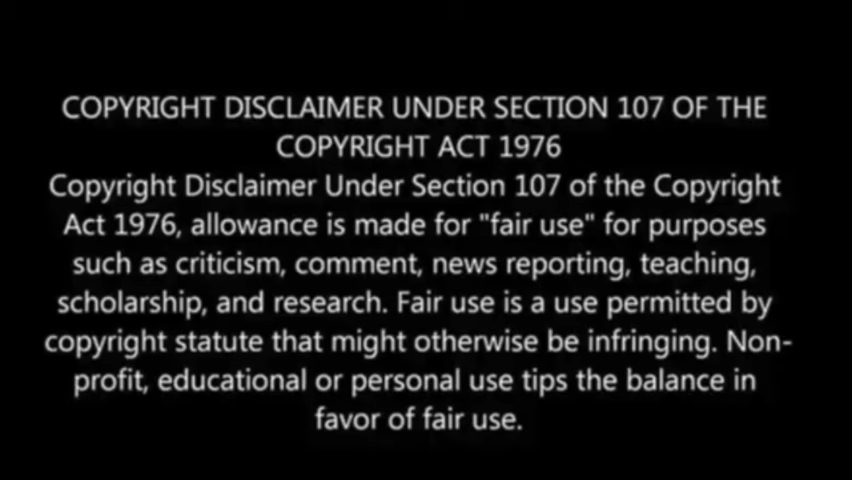 COPYRIGHT DISCLAIMER UNDER SECTION 107 OF THE
COPYRIGHT ACT 1976
Copyright Disclaimer Under Section 107 of the Copyright
Act 1976, allowance is made for "fair use" for purposes
such as criticism, comment, news reporting, teaching,
scholarship, and research. Fair use is a use permitted by
copyright statute that might otherwise be infringing. Non-
profit, educational or personal use tips the balance in
favor of fair use.